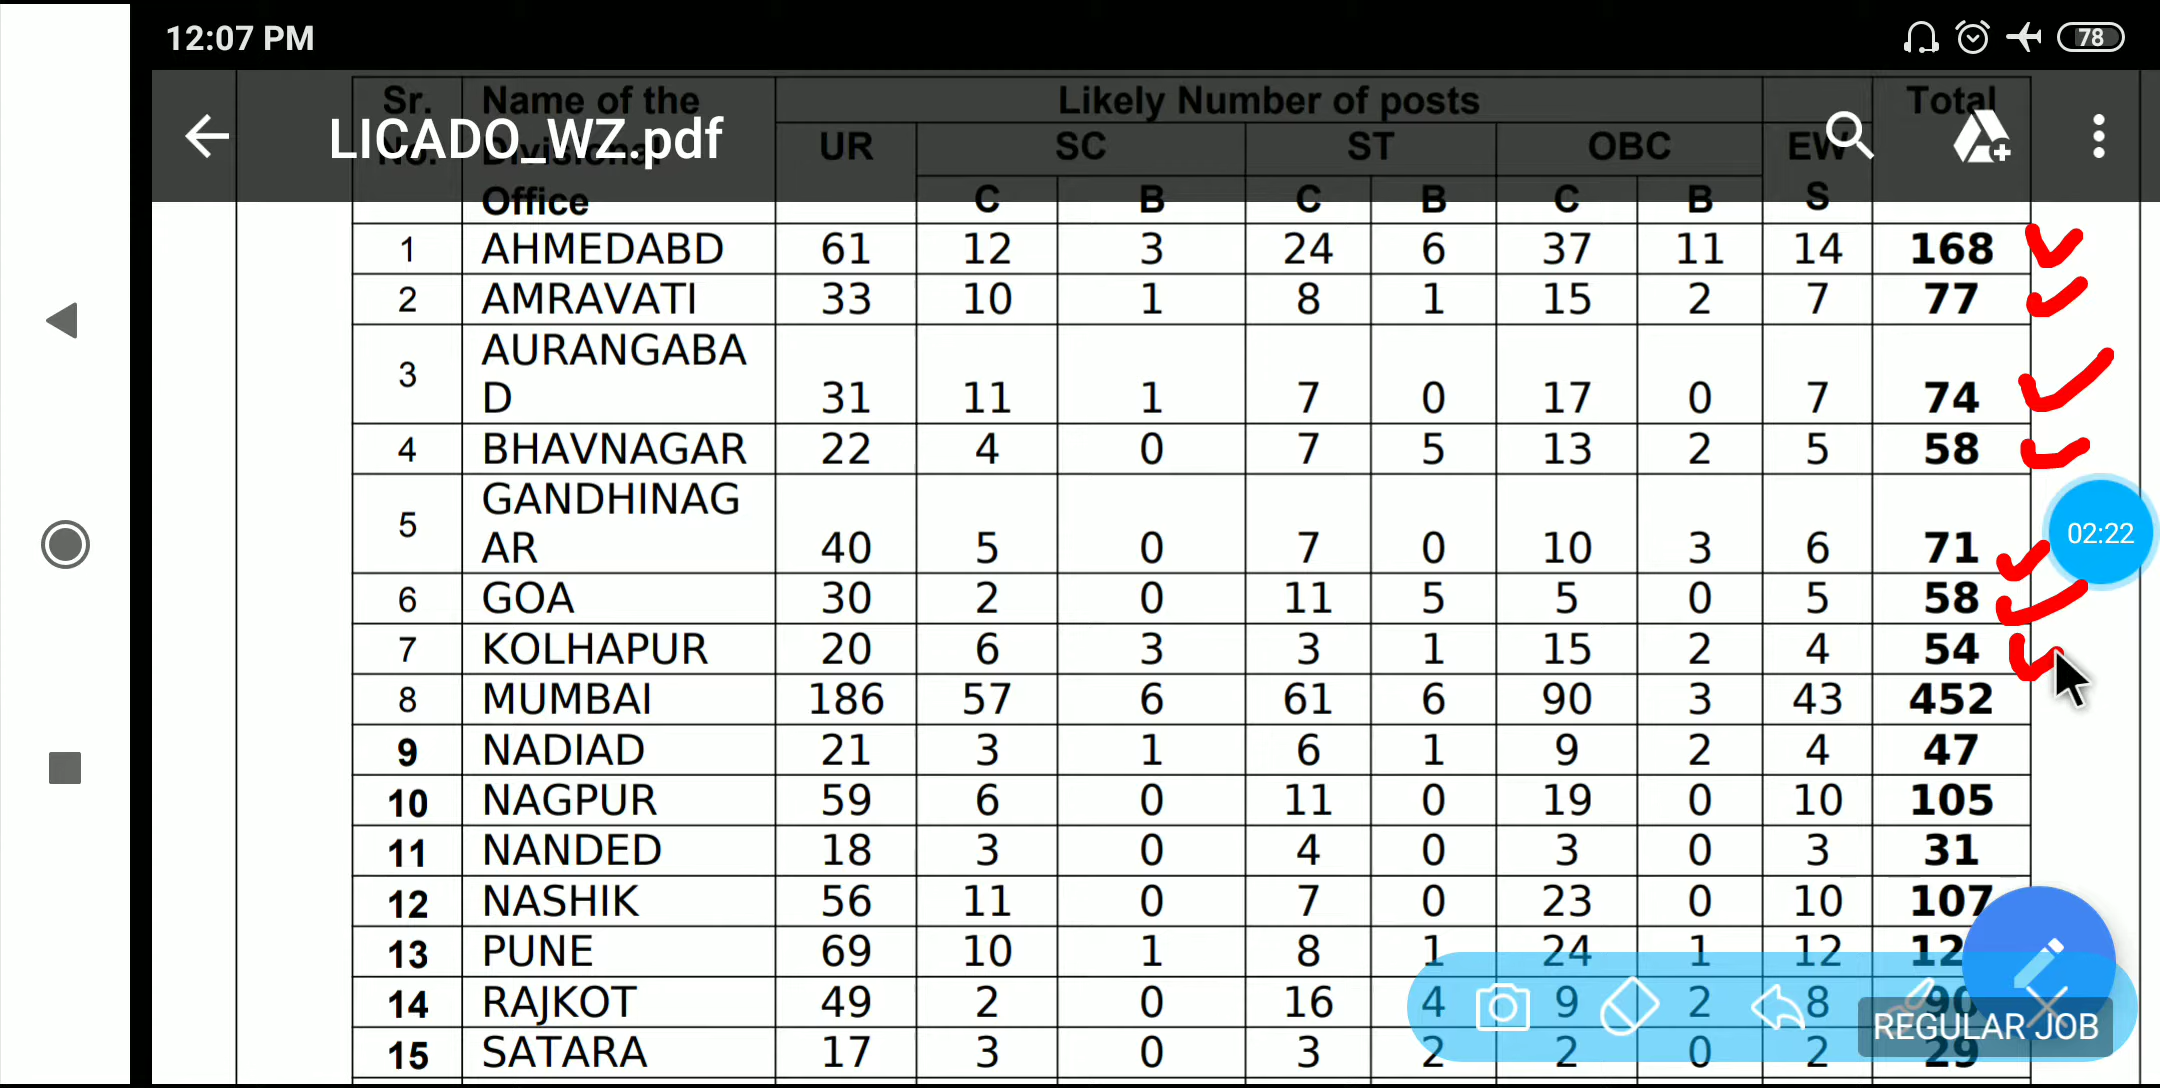 12:07 PM
78
LICADO_WZ.pdf
Sr. No. Name of the Divisional Office Likely Number of posts Total
UR SC ST OBC EW S
C B C B C B
1 AHMEDABD 61 12 3 24 6 37 11 14 168
2 AMRAVATI 33 10 1 8 1 15 2 7 77
3 AURANGABA
D 31 11 1 7 0 17 0 7 74
4 BHAVNAGAR 22 4 0 7 5 13 2 5 58
5 GANDHINAG
AR 40 5 0 7 0 10 3 6 71
02:22
6 GOA 30 2 0 11 5 5 0 5 58
7 KOLHAPUR 20 6 3 3 1 15 2 4 54
8 MUMBAI 186 57 6 61 6 90 3 43 452
9 NADIAD 21 3 1 6 1 9 2 4 47
10 NAGPUR 59 6 0 11 0 19 0 10 105
11 NANDED 18 3 0 4 0 3 0 3 31
12 NASHIK 56 11 0 7 0 23 0 10 107
13 PUNE 69 10 1 8 1 24 1 12
14 RAJKOT 49 2 0 16 4 9 2 8 90
REGULAR JOB
15 SATARA 17 3 0 3 2 2 0 2 29